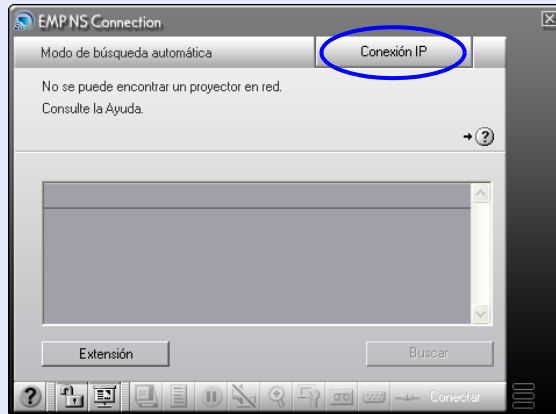 EMP NS Connection
Modo de búsqueda automática
Conexión IP
No se puede encontrar un proyector en red.
Consulte la Ayuda.
Extensión
Buscar
Conectar